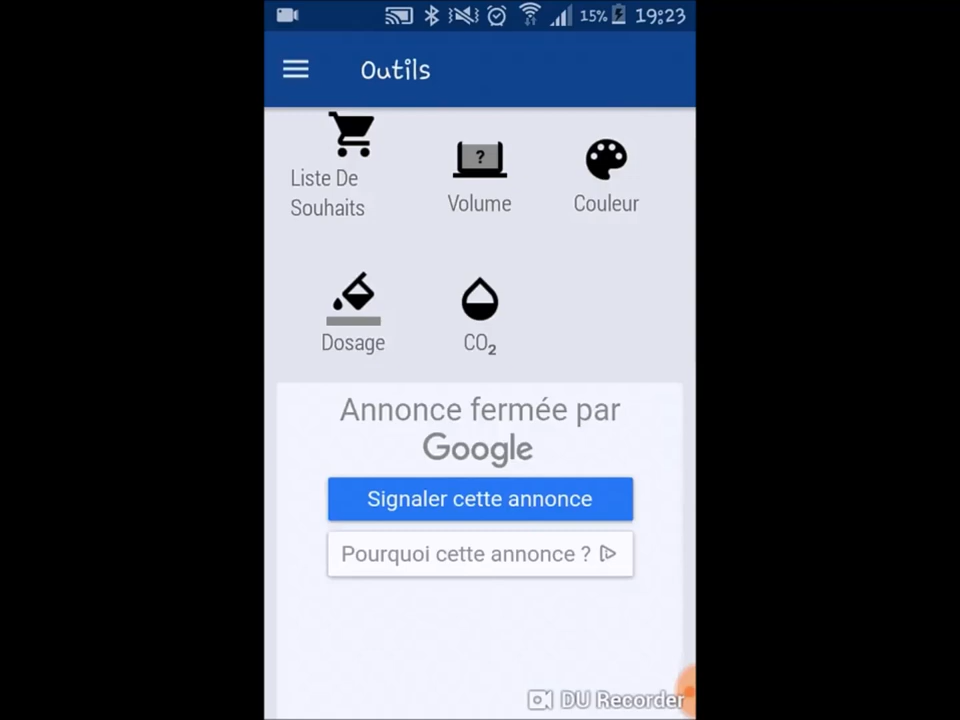 15% 19:23
Outils
Liste De
Souhaits
?
Volume
Couleur
Dosage
CO₂
Annonce fermée par
Google
Signaler cette annonce
Pourquoi cette annonce ?
DU Recorder